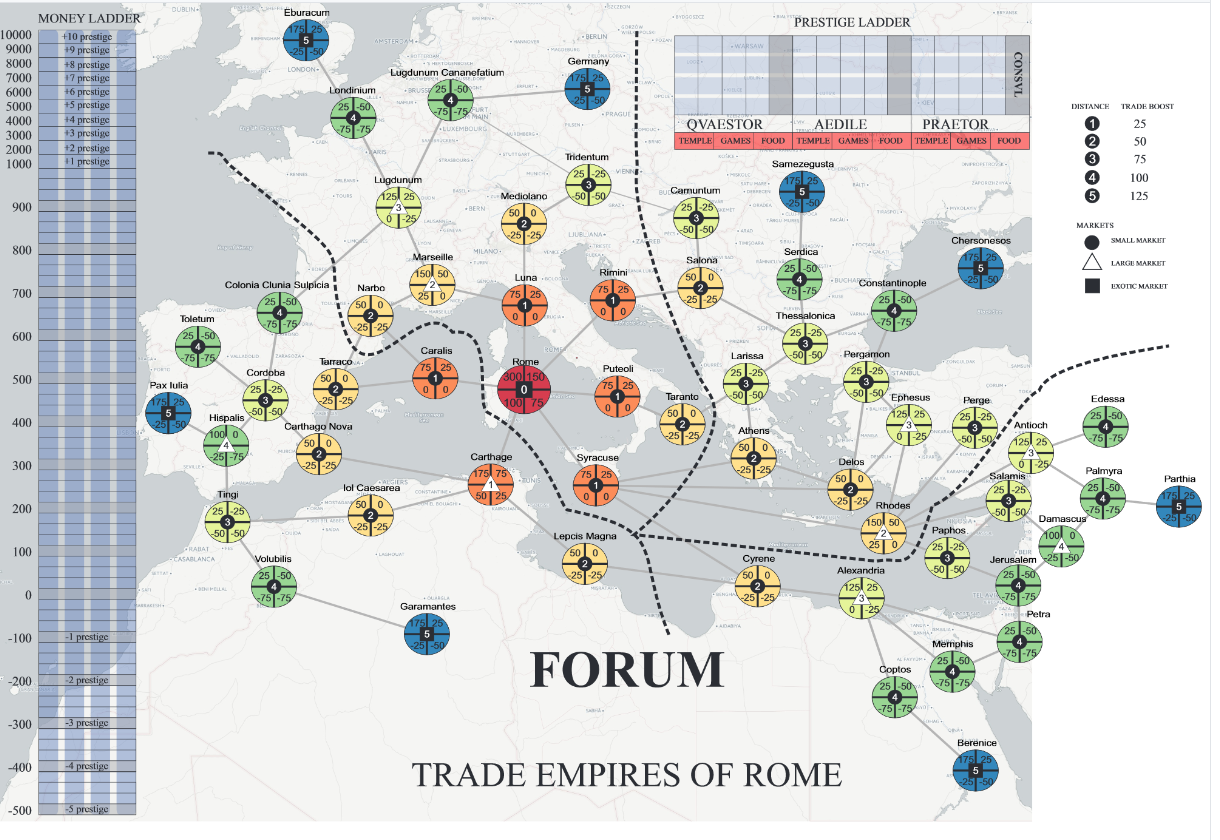 MONEY LADDER
10000 +10 prestige
9000 +9 prestige
8000 +8 prestige
7000 +7 prestige
6000 +6 prestige
5000 +5 prestige
4000 +4 prestige
3000 +3 prestige
2000 +2 prestige
1000 +1 prestige
900
800
700
600
500
400
300
200
100
0
-100 -1 prestige
-200 -2 prestige
-300 -3 prestige
-400 -4 prestige
-500 -5 prestige
PRESTIGE LADDER
CONSVL
QVAESTOR AEDILE PRAETOR
TEMPLE GAMES FOOD TEMPLE GAMES FOOD TEMPLE GAMES FOOD
DISTANCE TRADE BOOST
1 25
2 50
3 75
4 100
5 125
MARKETS
SMALL MARKET
LARGE MARKET
EXOTIC MARKET
Eburacum
175 25
5
-25 -50
Londinium
25 -50
4
-75 -75
Lugdunum Cananefatium
25 -50
4
-75 -75
Germany
175 25
5
-25 -50
Lugdunum
125 25
3
0 -25
Tridentum
25 -25
3
-50 -50
Mediolano
50 0
2
-25 -25
Carnuntum
25 -25
3
-50 -50
Samezegusta
175 25
5
-25 -50
Chersonesos
175 25
5
-25 -50
Marseille
150 50
2
25 0
Luna
75 25
1
0 0
Rimini
75 25
1
0 0
Salona
50 0
2
-25 -25
Serdica
25 -50
4
-75 -75
Constantinople
25 -50
4
-75 -75
Colonia Clunia Sulpicia
25 -50
4
-75 -75
Narbo
50 0
2
-25 -25
Toletum
25 -50
4
-75 -75
Thessalonica
25 -25
3
-50 -50
Caralis
75 25
1
0 0
Rome
300 150
0
100 75
Puteoli
75 25
1
0 0
Tarraco
50 0
2
-25 -25
Cordoba
25 -25
3
-50 -50
Pax Iulia
175 25
5
-25 -50
Larissa
25 -25
3
-50 -50
Pergamon
25 -25
3
-50 -50
Taranto
50 0
2
-25 -25
Ephesus
125 25
3
0 -25
Perge
25 -25
3
-50 -50
Edessa
25 -50
4
-75 -75
Hispalis
100 0
4
-25 -75
Carthago Nova
50 0
2
-25 -25
Antioch
125 25
3
0 -25
Athens
50 0
2
-25 -25
Carthage
175 75
1
50 25
Syracuse
75 25
1
0 0
Delos
50 0
2
-25 -25
Salamis
25 -25
3
-50 -50
Palmyra
25 -50
4
-75 -75
Parthia
175 25
5
-25 -50
Tingi
25 -25
3
-50 -50
Iol Caesarea
50 0
2
-25 -25
Rhodes
150 50
2
25 0
Damascus
100 0
4
-25 -75
Lepcis Magna
50 0
2
-25 -25
Paphos
25 -25
3
-50 -50
Volubilis
25 -50
4
-75 -75
Cyrene
50 0
2
-25 -25
Alexandria
125 25
3
0 -25
Jerusalem
25 -50
4
-75 -75
Garamantes
175 25
5
-25 -50
Petra
25 -50
4
-75 -75
Memphis
25 -50
4
-75 -75
Coptos
25 -50
4
-75 -75
Berenice
175 25
5
-25 -50
FORUM
TRADE EMPIRES OF ROME